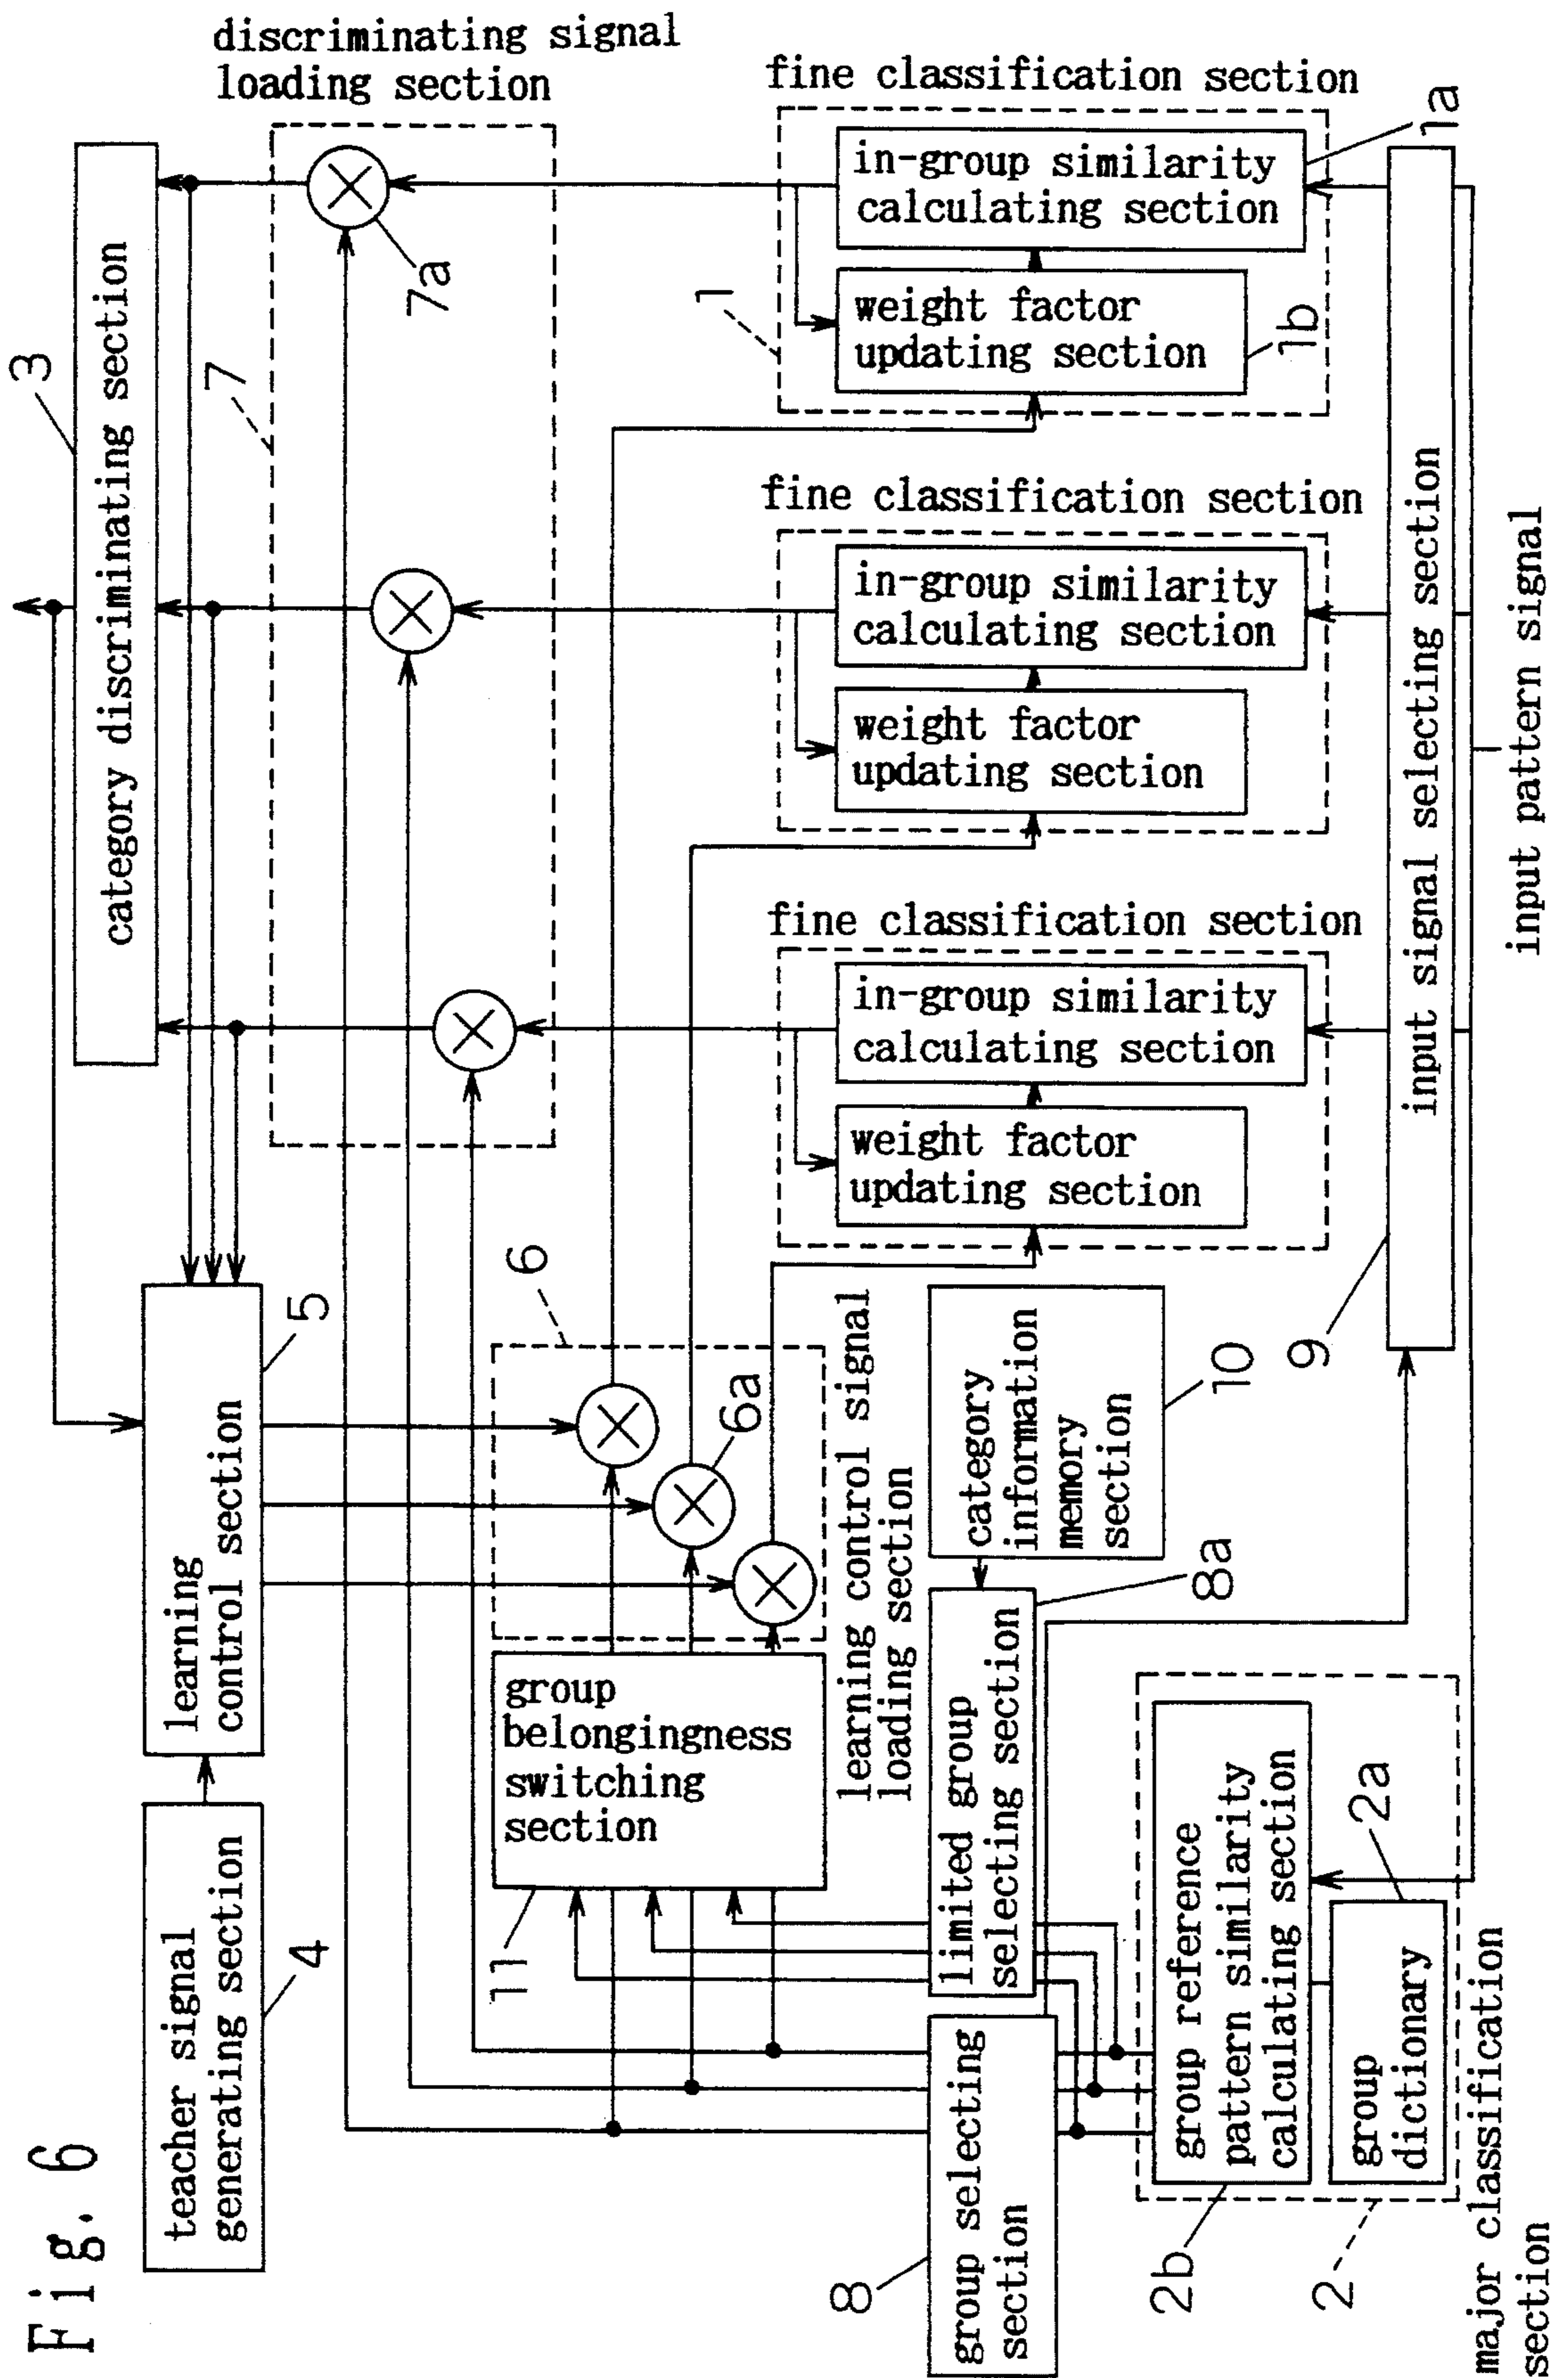 Fig. 6
teacher signal
generating section
4
learning
control section
5
3
category discriminating section
discriminating signal
loading section
7
7a
group
belongingness
switching
section
11
6
6a
learning control signal
loading section
fine classification section
in-group similarity
calculating section
weight factor
updating section
fine classification section
in-group similarity
calculating section
weight factor
updating section
fine classification section
1
in-group similarity
calculating section
1a
weight factor
updating section
1b
category
information
memory
section
10
limited group
selecting section
8a
group selecting
section
8
group reference
pattern similarity
calculating section
2b
group
dictionary
2a
2
major classification
section
9
input signal selecting section
input pattern signal